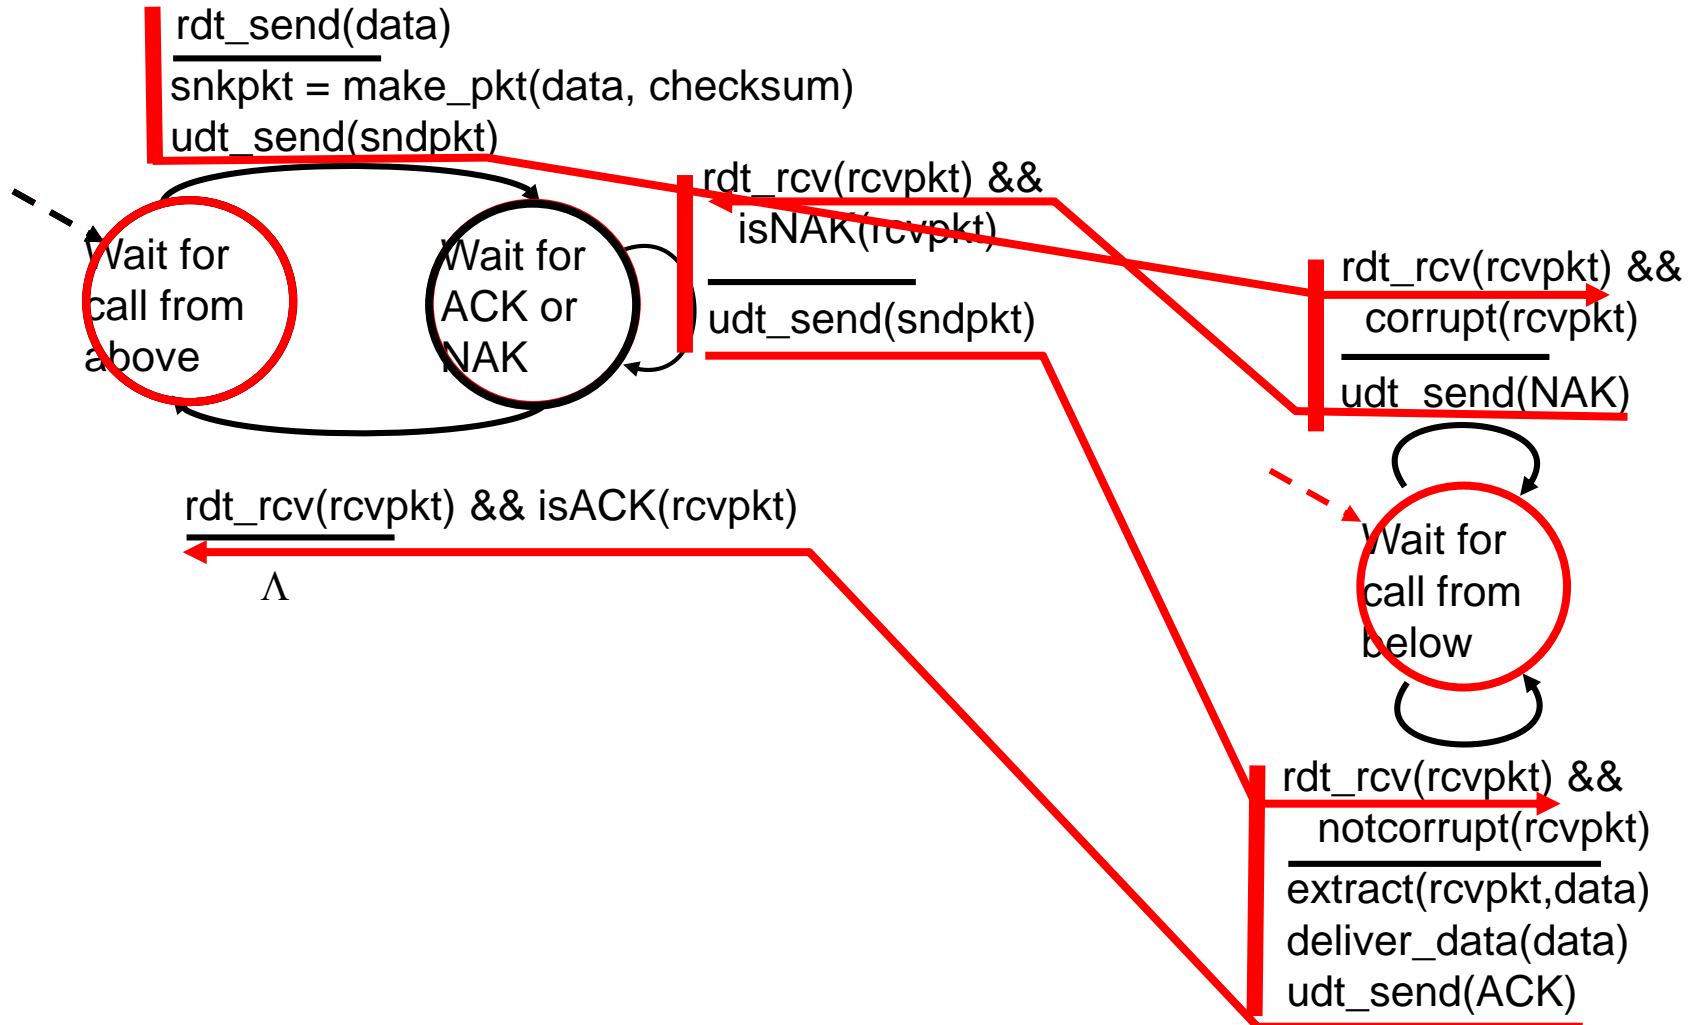 rdt_send(data)
snkpkt = make_pkt(data, checksum)
udt_send(sndpkt)
rdt_rcv(rcvpkt) &&
isNAK(rcvpkt)
udt_send(sndpkt)
Wait for
call from
above
Wait for
ACK or
NAK
rdt_rcv(rcvpkt) && isACK(rcvpkt)
Λ
rdt_rcv(rcvpkt) &&
corrupt(rcvpkt)
udt_send(NAK)
Wait for
call from
below
rdt_rcv(rcvpkt) &&
notcorrupt(rcvpkt)
extract(rcvpkt,data)
deliver_data(data)
udt_send(ACK)